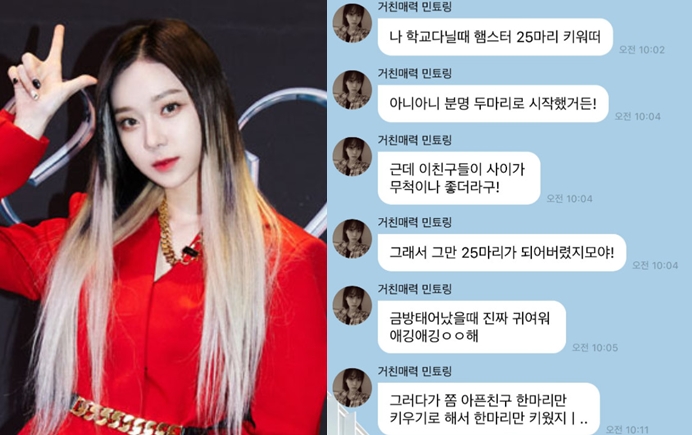 거친매력 민토링
나 학교다닐때 햄스터 25마리 키워떠
오전 10:02
거친매력 민토링
아니아니 분명 두마리로 시작했거든!
오전 10:04
거친매력 민토링
근데 이친구들이 사이가
무척이나 좋더라구!
오전 10:04
거친매력 민토링
그래서 그만 25마리가 되어버렸지모야!
오전 10:04
거친매력 민토링
금방태어났을때 진짜 귀여워
애깅애깅ㅇㅇ해
오전 10:05
거친매력 민토링
그러다가 쫌 아픈친구 한마리만
키우기로 해서 한마리만 키웠지ㅣ..
오전 10:11